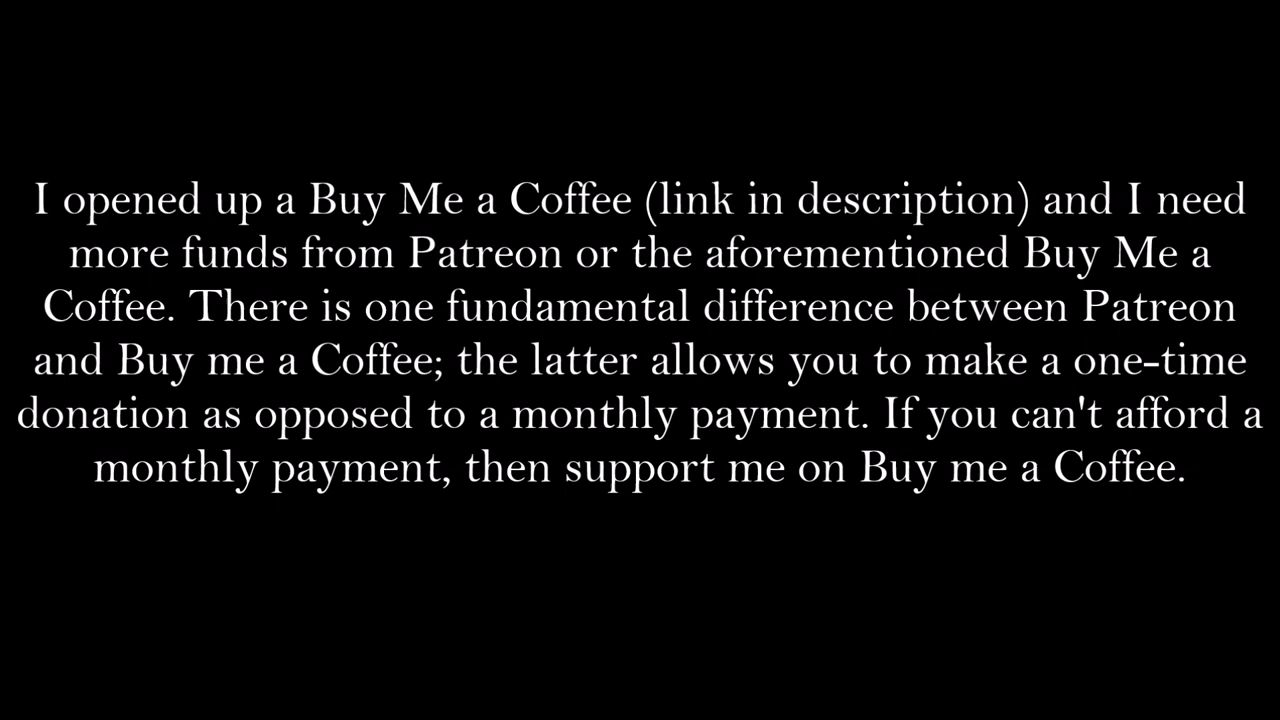 I opened up a Buy Me a Coffee (link in description) and I need
more funds from Patreon or the aforementioned Buy Me a
Coffee. There is one fundamental difference between Patreon
and Buy me a Coffee; the latter allows you to make a one-time
donation as opposed to a monthly payment. If you can't afford a
monthly payment, then support me on Buy me a Coffee.